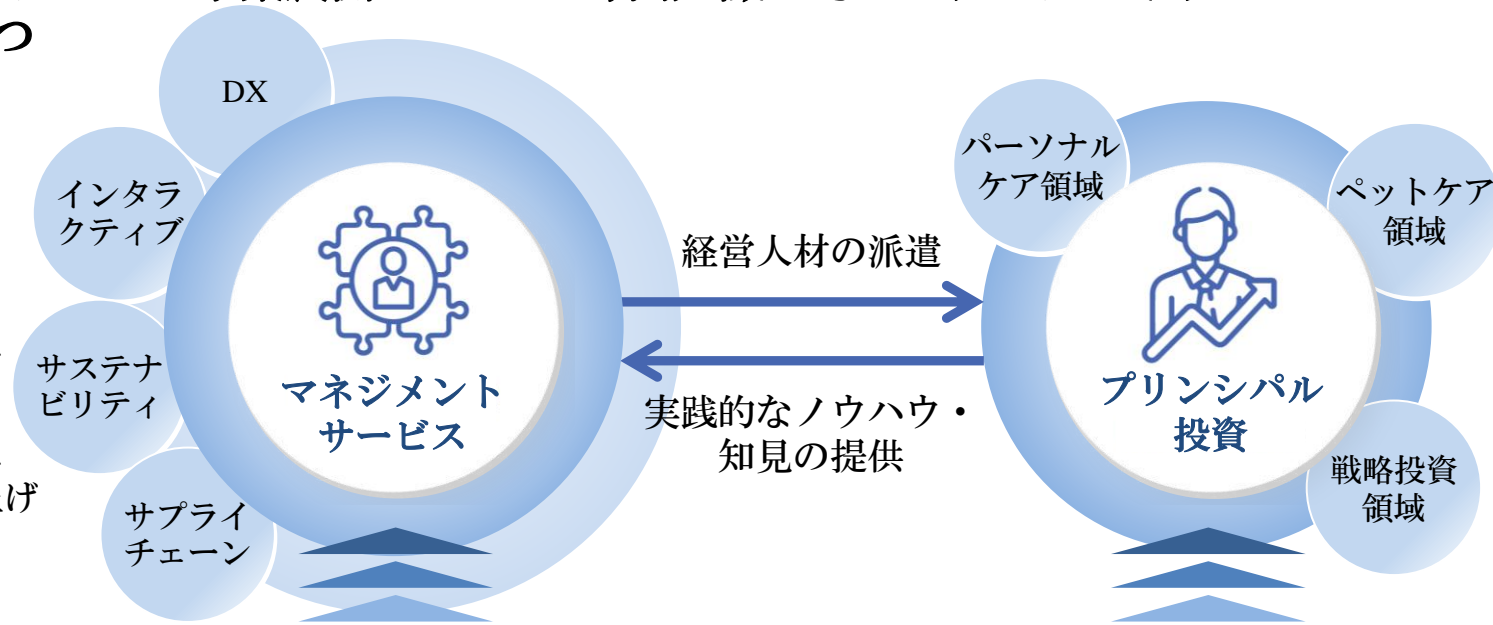 つ
DX
インタラ
クティブ
サステナ
ビリティ
サプライ
チェーン
げ
マネジメント
サービス
経営人材の派遣
実践的なノウハウ・
知見の提供
パーソナル
ケア領域
ペットケア
領域
プリンシパル
投資
戦略投資
領域